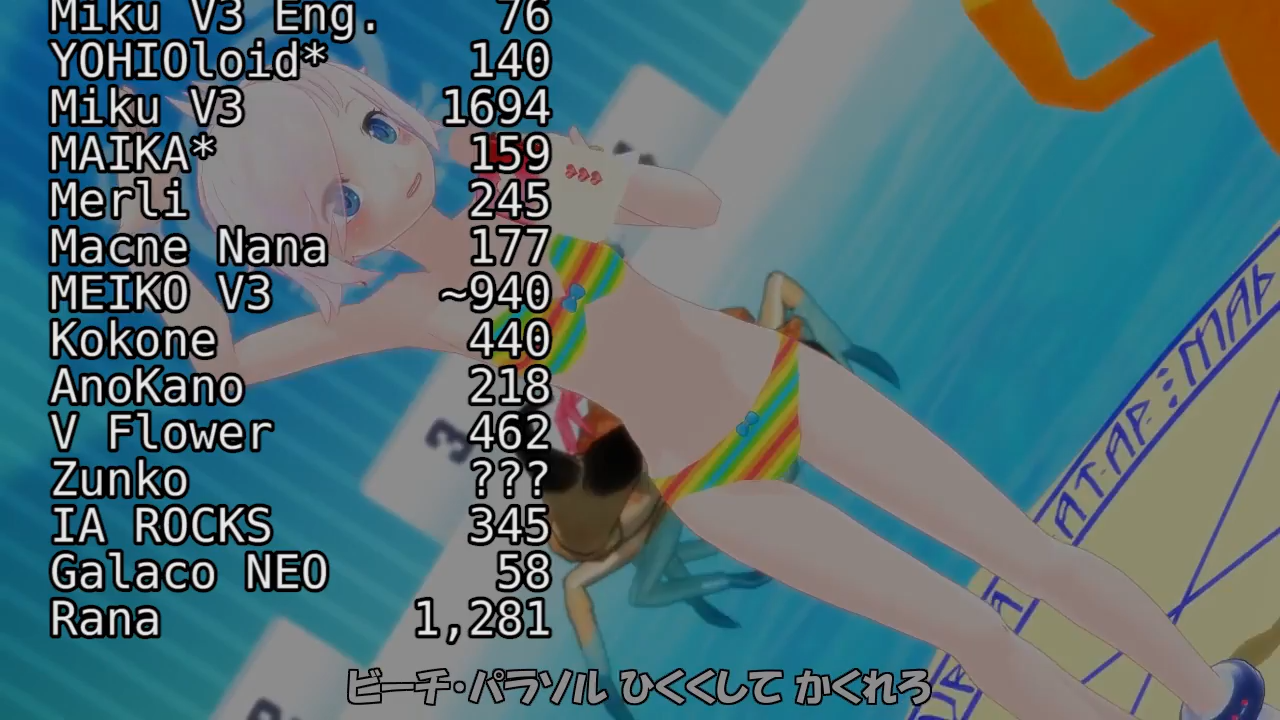 Miku V3 Eng. 76
YOHIOloid* 140
Miku V3 1694
MAIKA* 159
Merli 245
Macne Nana 177
MEIKO V3 ~940
Kokone 440
AnoKano 218
V Flower 462
Zunko ???
IA ROCKS 345
Galaco NEO 58
Rana 1,281
3
ビーチ・パラソル ひくくして かくれろ